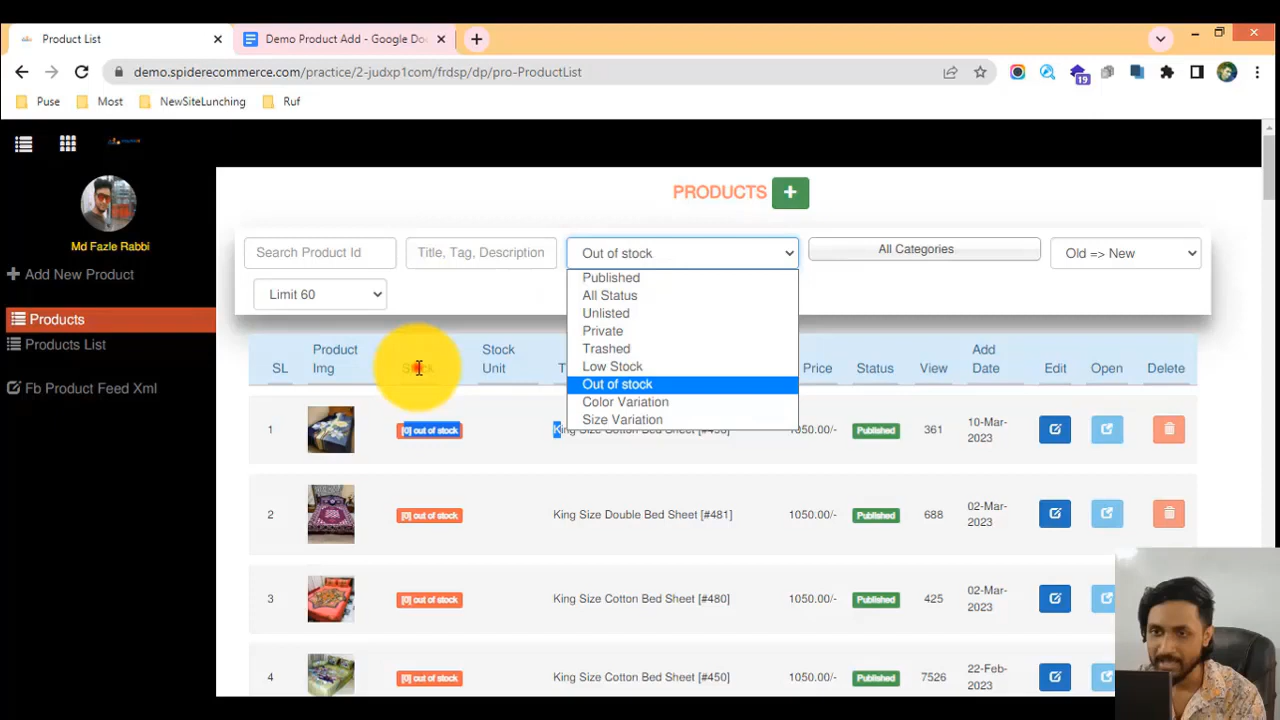 Product List
Demo Product Add - Google Do
demo.spiderecommerce.com/practice/2-judxp1com/frdsp/dp/pro-ProductList
19
Puse
Most
NewSiteLunching
Ruf
Md Fazle Rabbi
Add New Product
Products
Products List
Fb Product Feed Xml
PRODUCTS
Search Product Id
Title, Tag, Description
Out of stock
All Categories
Old => New
Limit 60
Published
All Status
Unlisted
Private
Trashed
Low Stock
Out of stock
Color Variation
Size Variation
SL
Product Img
Stock
Stock Unit
Price
Status
View
Add Date
Edit
Open
Delete
1
[0] out of stock
1050.00/-
Published
361
10-Mar-2023
2
[0] out of stock
King Size Double Bed Sheet [#481]
1050.00/-
Published
688
02-Mar-2023
3
[0] out of stock
King Size Cotton Bed Sheet [#480]
1050.00/-
Published
425
02-Mar-2023
4
[0] out of stock
King Size Cotton Bed Sheet [#450]
1050.00/-
Published
7526
22-Feb-2023